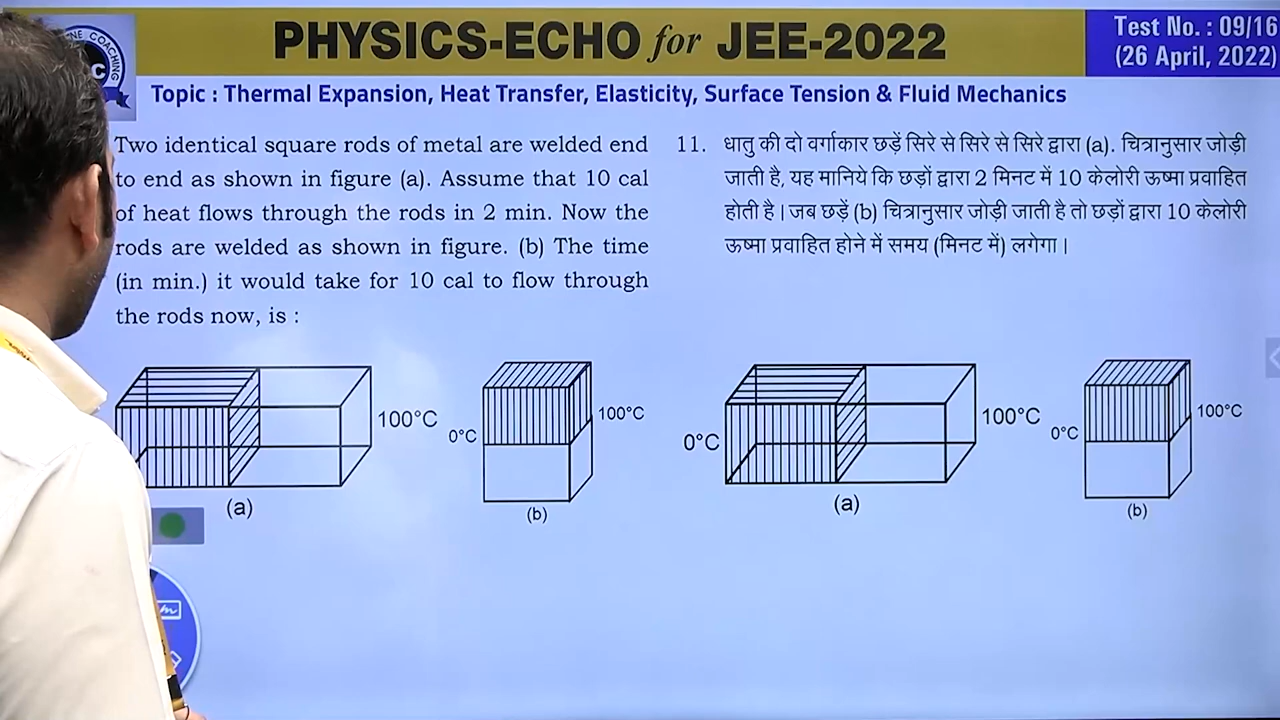 PHYSICS-ECHO for JEE-2022
Test No. : 09/16
(26 April, 2022)
COACHING
Topic : Thermal Expansion, Heat Transfer, Elasticity, Surface Tension & Fluid Mechanics
Two identical square rods of metal are welded end
to end as shown in figure (a). Assume that 10 cal
of heat flows through the rods in 2 min. Now the
rods are welded as shown in figure. (b) The time
(in min.) it would take for 10 cal to flow through
the rods now, is :
100°C
0°C
100°C
(a)
(b)
11. धातु की दो वर्गाकार छड़ें सिरे से सिरे से सिरे द्वारा (a). चित्रानुसार जोड़ी
जाती है, यह मानिये कि छड़ों द्वारा 2 मिनट में 10 केलोरी ऊष्मा प्रवाहित
होती है। जब छड़ें (b) चित्रानुसार जोड़ी जाती है तो छड़ों द्वारा 10 केलोरी
ऊष्मा प्रवाहित होने में समय (मिनट में) लगेगा।
0°C
100°C
0°C
100°C
(a)
(b)